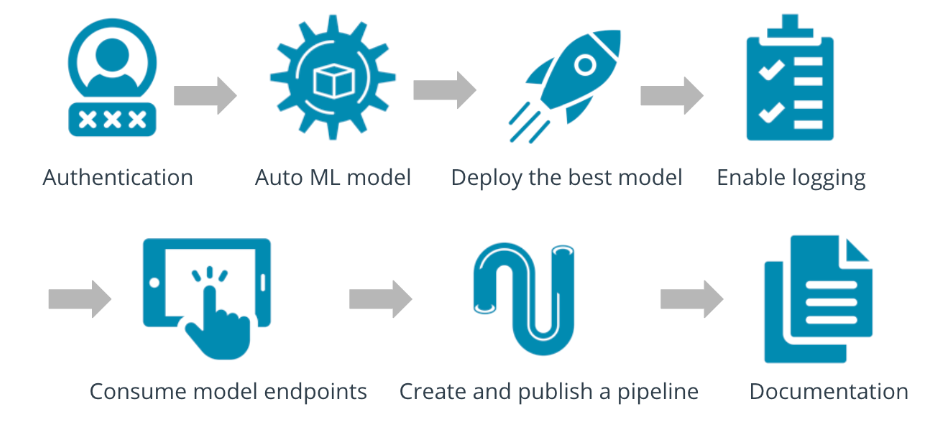 Authentication
Auto ML model
Deploy the best model
Enable logging
Consume model endpoints
Create and publish a pipeline
Documentation